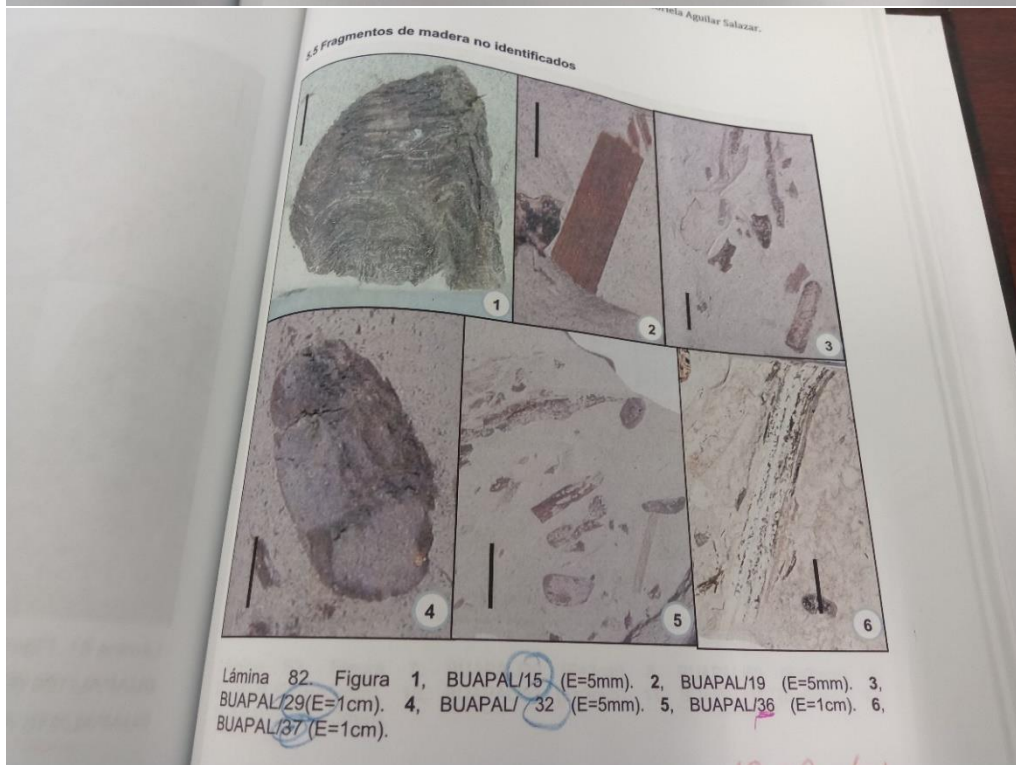 Aguilar Salazar.
5.5 Fragmentos de madera no identificados
1
2
3
4
5
6
Lámina 82. Figura 1, BUAPAL/15 (E=5mm). 2, BUAPAL/19 (E=5mm). 3,
BUAPAL/29(E=1cm). 4, BUAPAL/ 32 (E=5mm). 5, BUAPAL/36 (E=1cm). 6,
BUAPAL/37 (E=1cm).